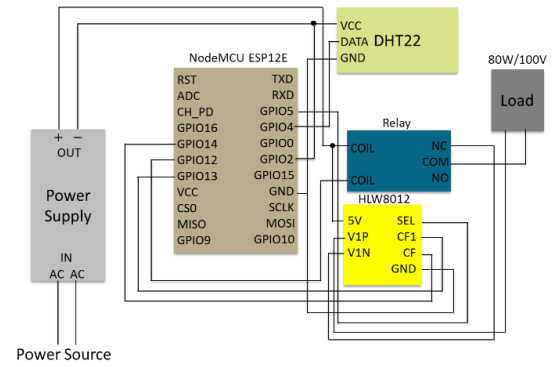 NodeMCU ESP12E
RST TXD
ADC RXD
CH_PD GPIO5
GPIO16 GPIO4
GPIO14 GPIO0
GPIO12 GPIO2
GPIO13 GPIO15
VCC GND
CS0 SCLK
MISO MOSI
GPIO9 GPIO10
VCC
DATA DHT22
GND
80W/100V
Load
Relay
COIL NC
COM
COIL NO
HLW8012
5V SEL
V1P CF1
V1N CF
GND
+ −
OUT
Power
Supply
IN
AC AC
Power Source